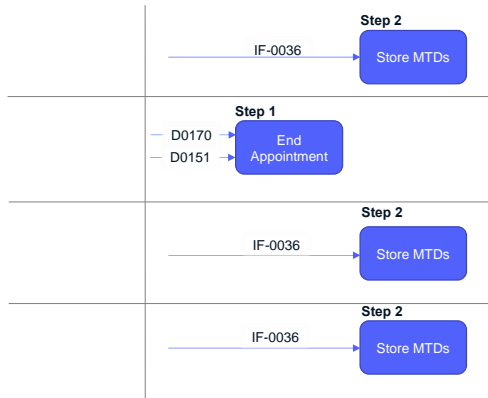 Step 2
IF-0036
Store MTDs
Step 1
D0170
D0151
End
Appointment
Step 2
IF-0036
Store MTDs
Step 2
IF-0036
Store MTDs